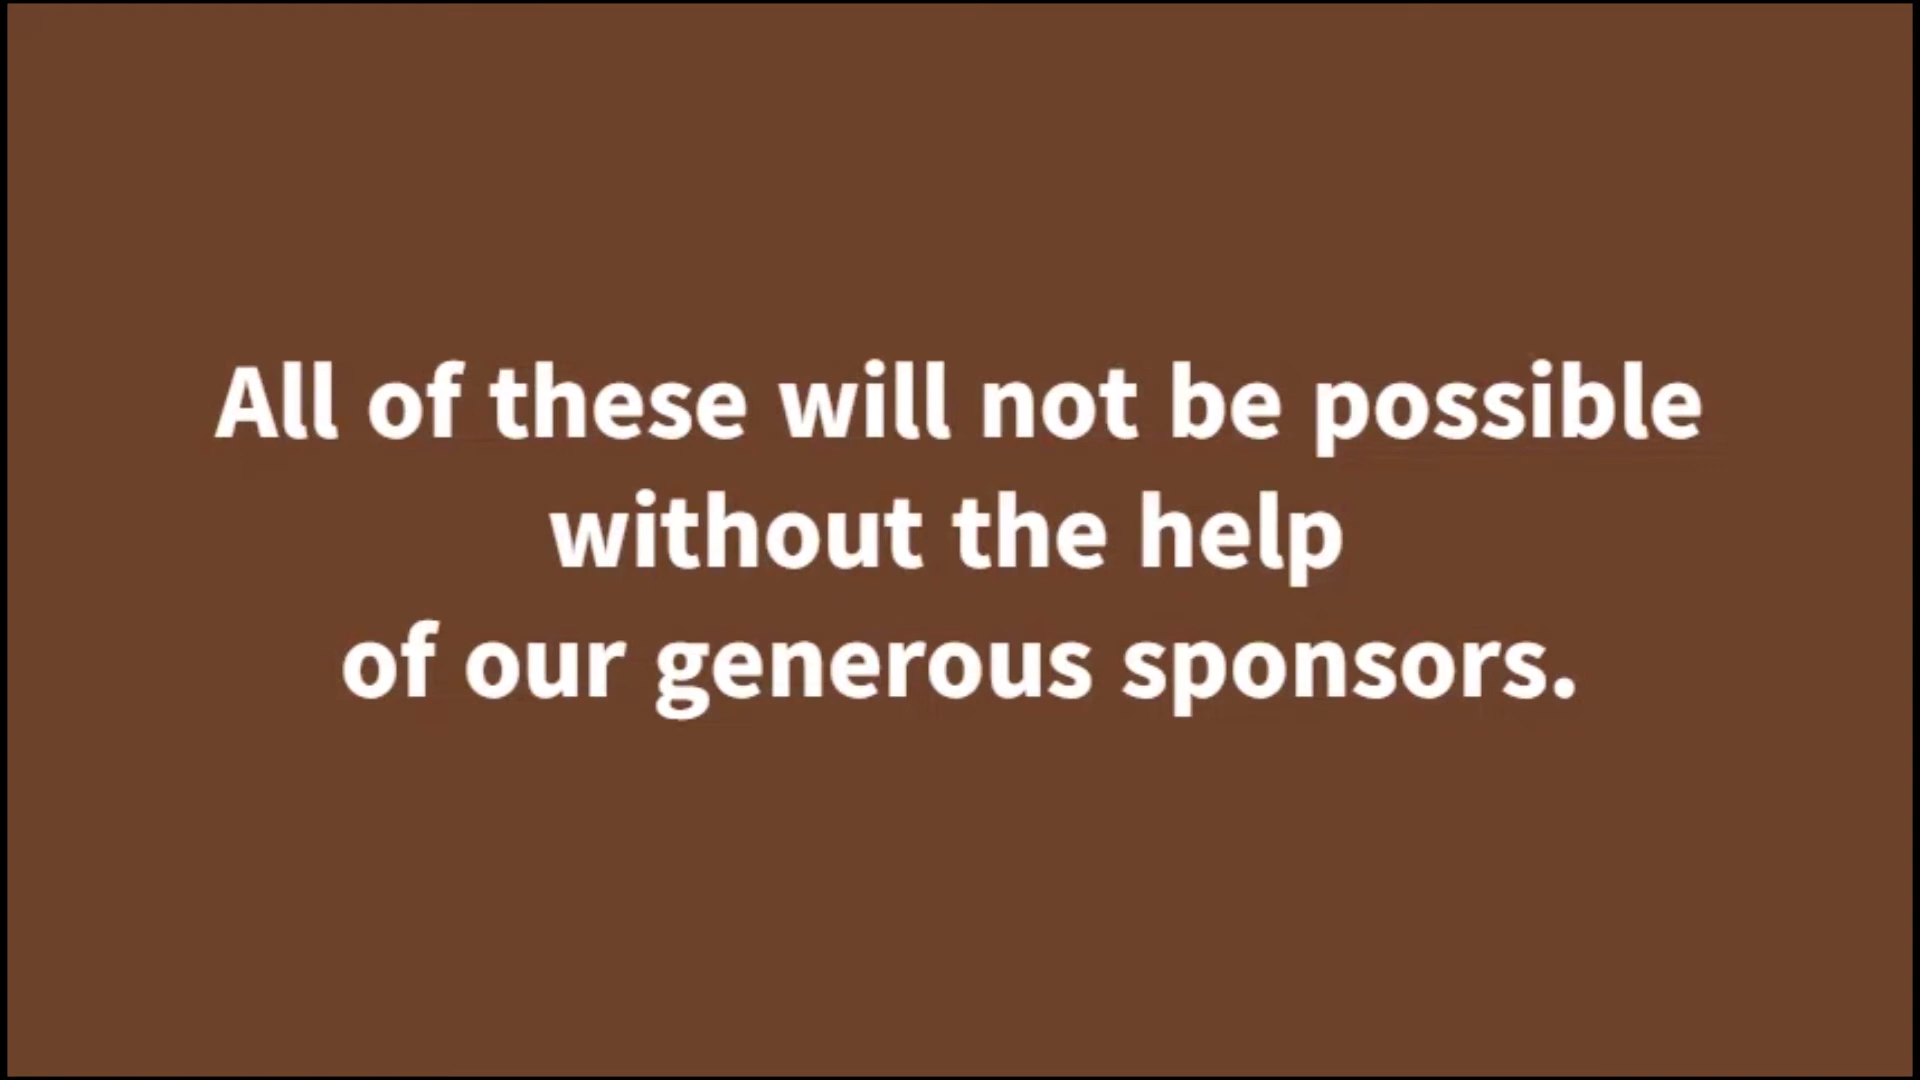 All of these will not be possible
without the help
of our generous sponsors.